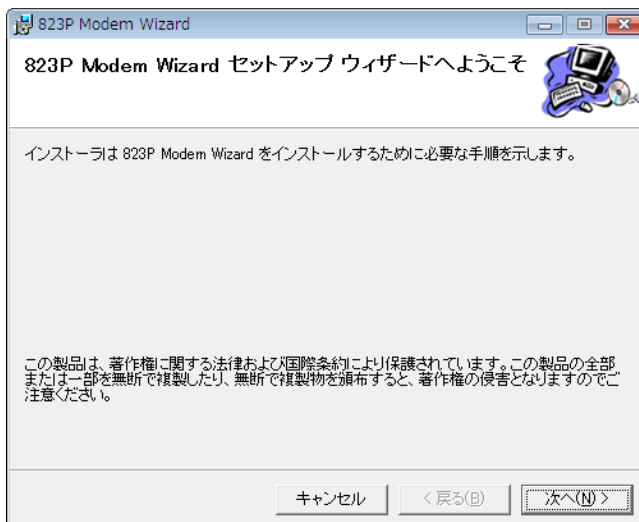 823P Modem Wizard
823P Modem Wizard セットアップ ウィザードへようこそ
インストーラは 823P Modem Wizard をインストールするために必要な手順を示します。
この製品は、著作権に関する法律および国際条約により保護されています。この製品の全部
または一部を無断で複製したり、無断で複製物を頒布すると、著作権の侵害となりますのでご
注意ください。
キャンセル
< 戻る(B)
次へ(N) >